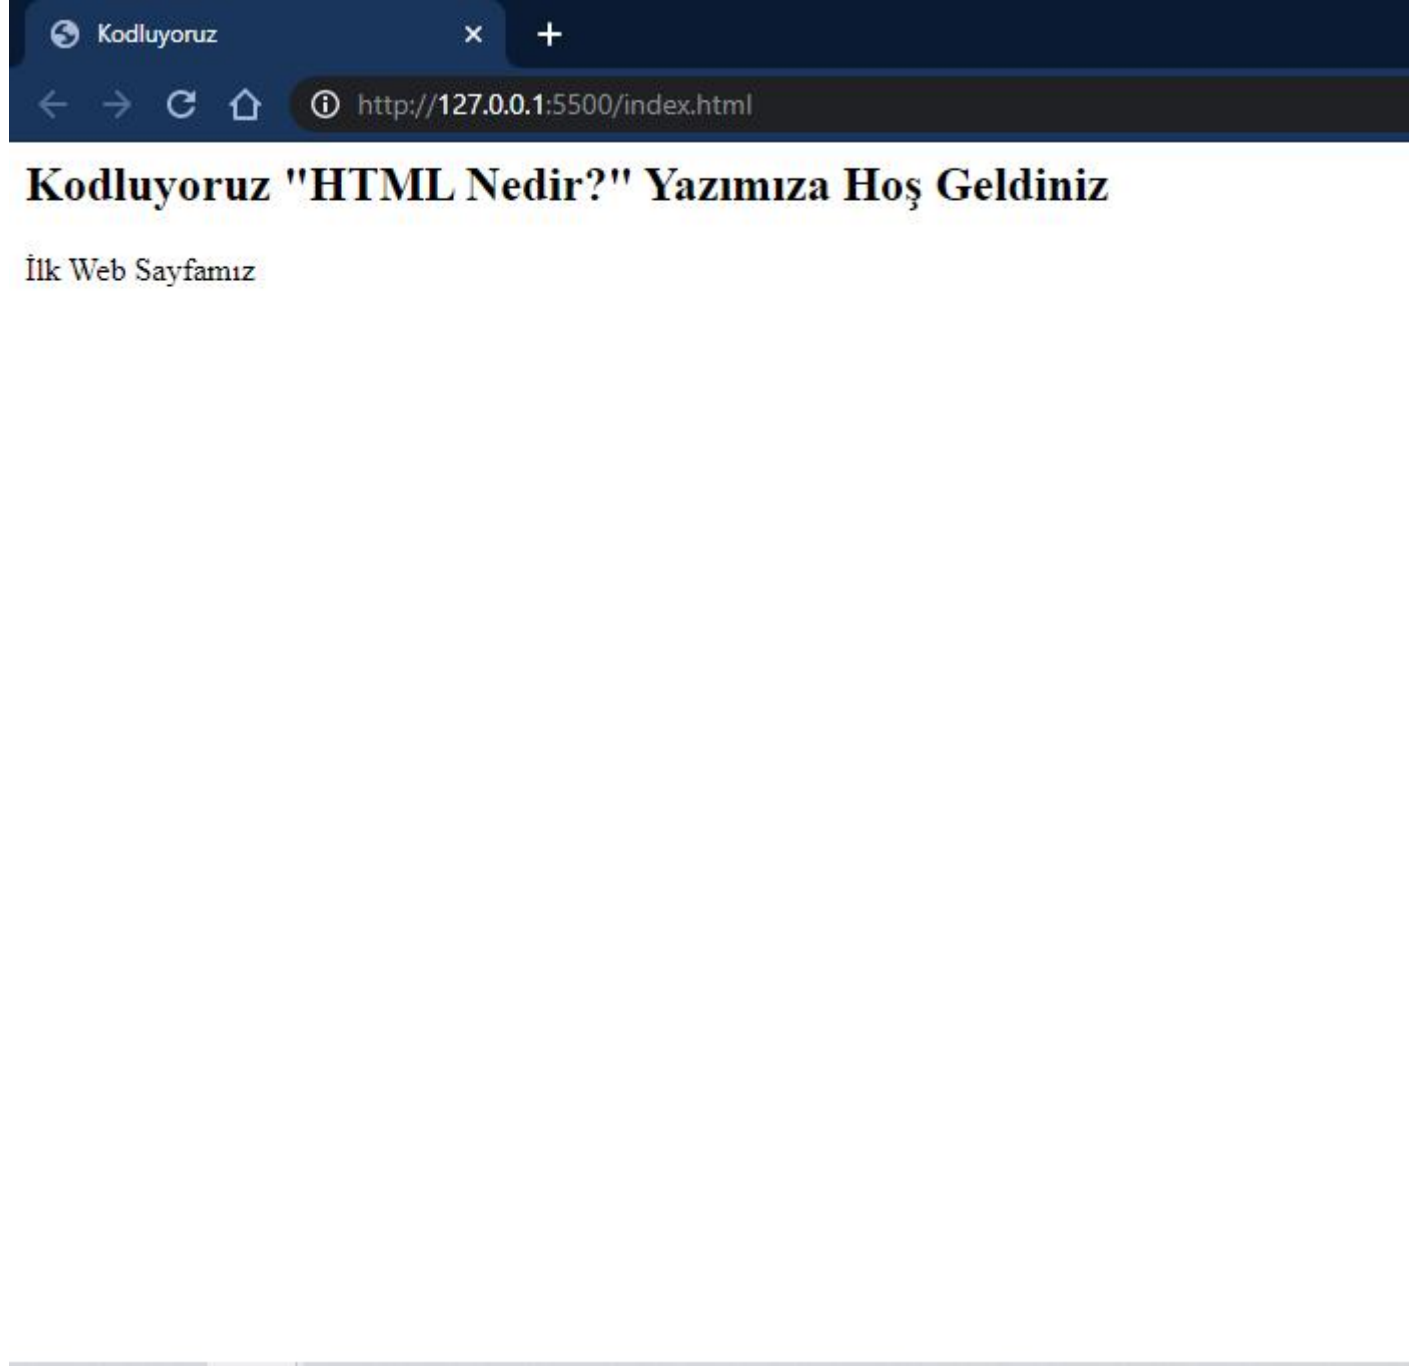 Kodluyoruz
http://127.0.0.1:5500/index.html
Kodluyoruz "HTML Nedir?" Yazımıza Hoş Geldiniz
İlk Web Sayfamız